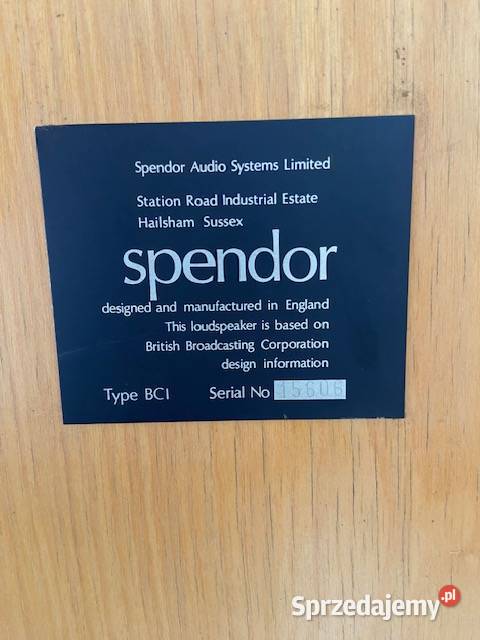 Spendor Audio Systems Limited
Station Road Industrial Estate
Hailsham Sussex
spendor
designed and manufactured in England
This loudspeaker is based on
British Broadcasting Corporation
design information
Type BC1 Serial No 15606
Sprzedajemy.pl